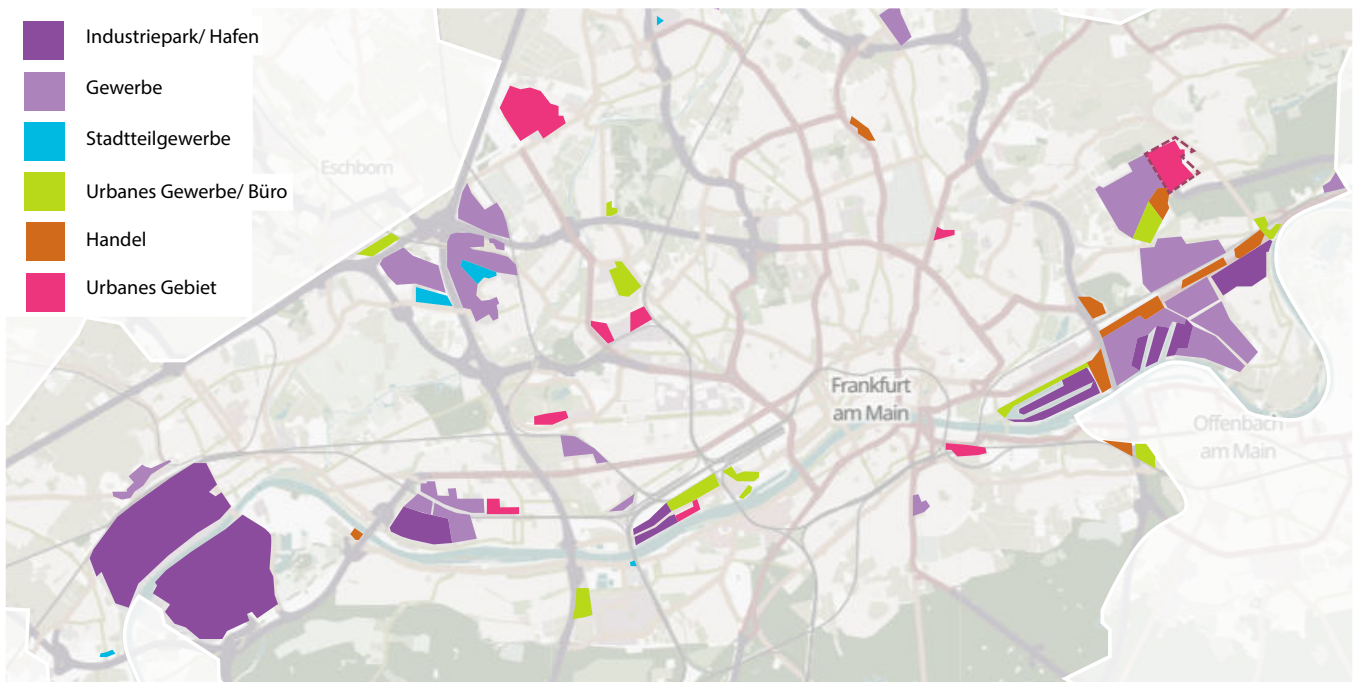 Industriepark/ Hafen
Gewerbe
Stadtteilgewerbe
Urbanes Gewerbe/ Büro
Handel
Urbanes Gebiet
Eschborn
Frankfurt
am Main
Offenbach
am Main